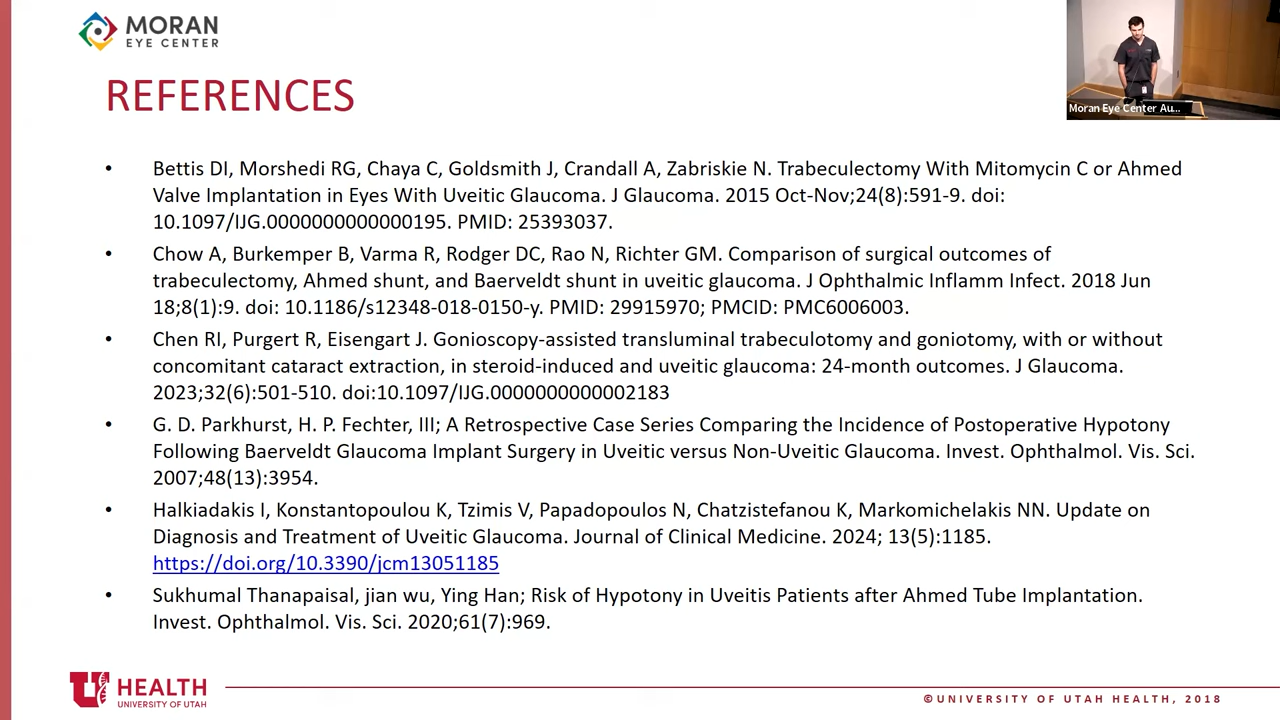 MORAN
EYE CENTER
Moran Eye Center Au...
REFERENCES
• Bettis DI, Morshedi RG, Chaya C, Goldsmith J, Crandall A, Zabriskie N. Trabeculectomy With Mitomycin C or Ahmed
Valve Implantation in Eyes With Uveitic Glaucoma. J Glaucoma. 2015 Oct-Nov;24(8):591-9. doi:
10.1097/IJG.0000000000000195. PMID: 25393037.
• Chow A, Burkemper B, Varma R, Rodger DC, Rao N, Richter GM. Comparison of surgical outcomes of
trabeculectomy, Ahmed shunt, and Baerveldt shunt in uveitic glaucoma. J Ophthalmic Inflamm Infect. 2018 Jun
18;8(1):9. doi: 10.1186/s12348-018-0150-y. PMID: 29915970; PMCID: PMC6006003.
• Chen RI, Purgert R, Eisengart J. Gonioscopy-assisted transluminal trabeculotomy and goniotomy, with or without
concomitant cataract extraction, in steroid-induced and uveitic glaucoma: 24-month outcomes. J Glaucoma.
2023;32(6):501-510. doi:10.1097/IJG.0000000000002183
• G. D. Parkhurst, H. P. Fechter, III; A Retrospective Case Series Comparing the Incidence of Postoperative Hypotony
Following Baerveldt Glaucoma Implant Surgery in Uveitic versus Non-Uveitic Glaucoma. Invest. Ophthalmol. Vis. Sci.
2007;48(13):3954.
• Halkiadakis I, Konstantopoulou K, Tzimis V, Papadopoulos N, Chatzistefanou K, Markomichelakis NN. Update on
Diagnosis and Treatment of Uveitic Glaucoma. Journal of Clinical Medicine. 2024; 13(5):1185.
https://doi.org/10.3390/jcm13051185
• Sukhumal Thanapaisal, jian wu, Ying Han; Risk of Hypotony in Uveitis Patients after Ahmed Tube Implantation.
Invest. Ophthalmol. Vis. Sci. 2020;61(7):969.
U HEALTH
UNIVERSITY OF UTAH
©UNIVERSITY OF UTAH HEALTH, 2018